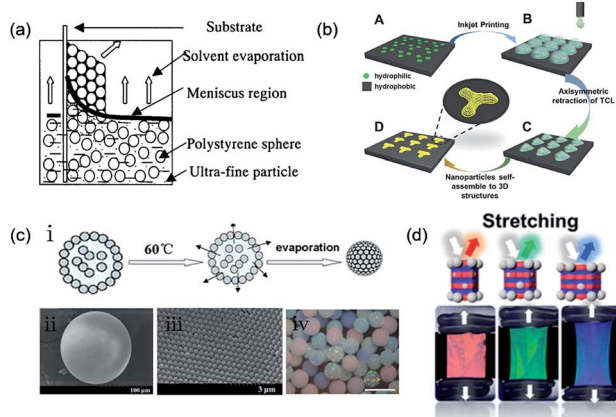 (a)
Substrate
Solvent evaporation
Meniscus region
Polystyrene sphere
Ultra-fine particle
(b)
A
Inkjet Printing
B
hydrophilic
hydrophobic
Axisymmetric
retraction of TCL
D
C
Nanoparticles self-
assemble to 3D
structures
(c)
i
60℃
evaporation
ii
100 μm
iii
3 μm
iv
(d)
Stretching